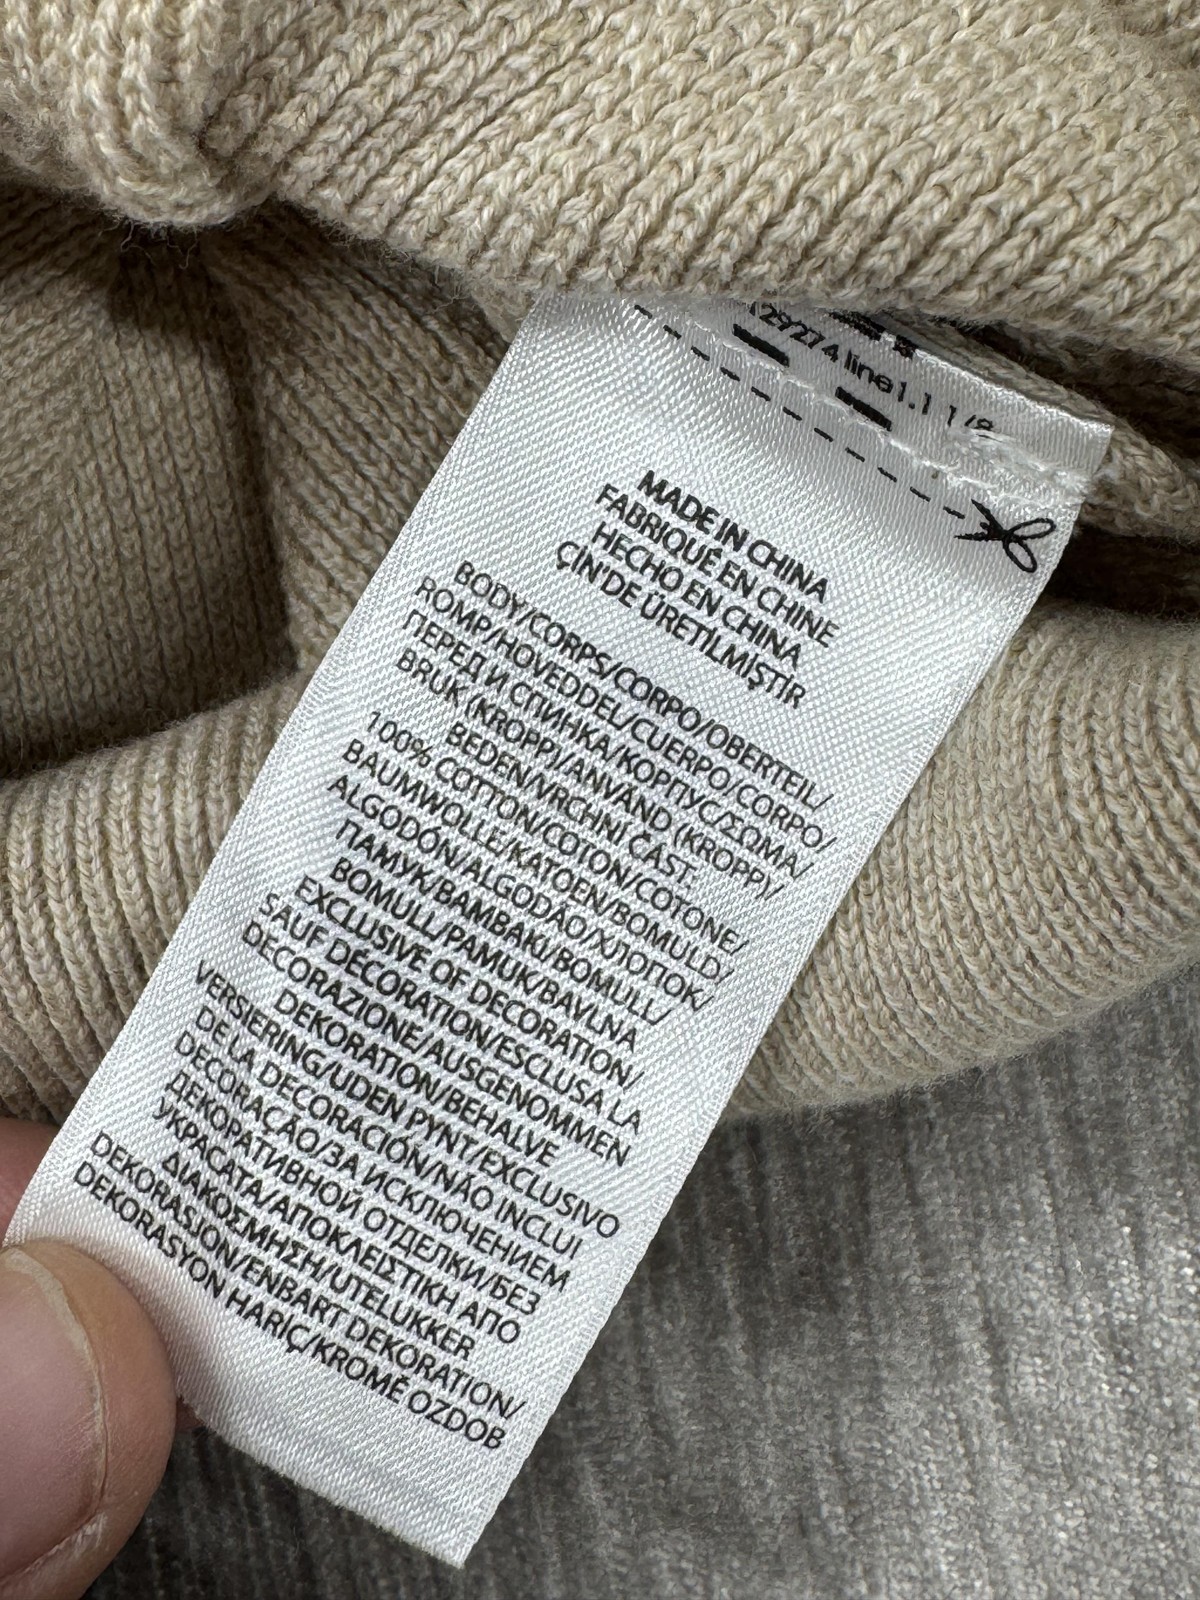 29274 line1.11/8
MADE IN CHINA
FABRIQUÉ EN CHINE
HECHO EN CHINA
ÇİN'DE ÜRETİLMİŞTİR
BODY/CORPS/CORPO/OBERTEIL/
ROMP/HOVEDDEL/CUERPO/CORPO/
ПЕРЕД И СПИНКА/КОРПУС/ΣΩΜΑ/
BRUK (KROPP)/ANVÄND (KROPP)/
BEDEN/VRCHNÍ ČÁST.
100% COTTON/COTON/COTONE/
BAUMWOLLE/KATOEN/BOMULD/
ALGODÓN/ALGODÃO/ХЛОПОК/
ПАМУК/ΒΑΜΒΑΚΙ/BOMULL/
BOMULL/PAMUK/BAVLNA
EXCLUSIVE OF DECORATION/
SAUF DÉCORATION/ESCLUSA LA
DECORAZIONE/AUSGENOMMEN
DEKORATION/BEHALVE
VERSIERING/UDEN PYNT/EXCLUSIVO
DE LA DECORACIÓN/NÃO INCLUI
DECORAÇÃO/ЗА ИСКЛЮЧЕНИЕМ
ДЕКОРАТИВНОЙ ОТДЕЛКИ/БЕЗ
УКРАСАТА/ΑΠΟΚΛΕΙΣΤΙΚΗ ΑΠΟ
ΔΙΑΚΟΣΜΗΣΗ/UTELUKKER
DEKORASJON/ENBART DEKORATION/
DEKORASYON HARIÇ/KROMĚ OZDOB